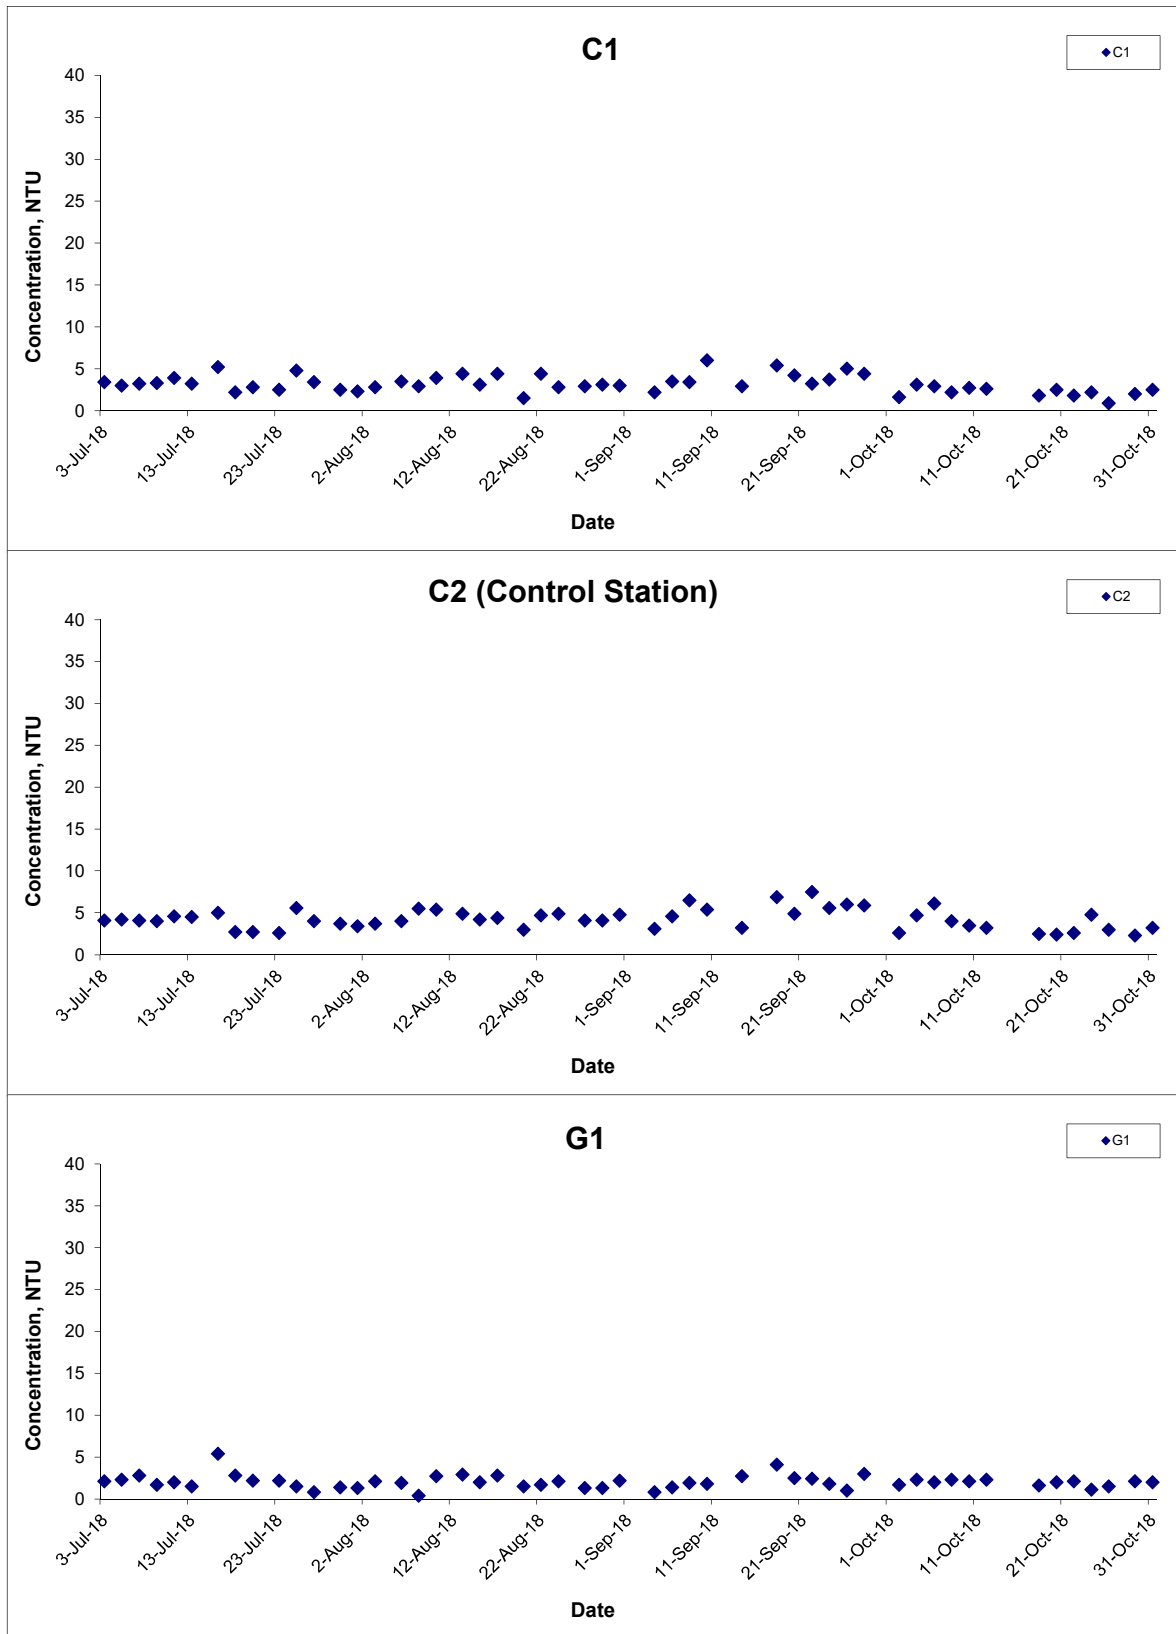 C1
C1
40
35
30
25
20
15
10
5
0
Concentration, NTU
3-Jul-18 13-Jul-18 23-Jul-18 2-Aug-18 12-Aug-18 22-Aug-18 1-Sep-18 11-Sep-18 21-Sep-18 1-Oct-18 11-Oct-18 21-Oct-18 31-Oct-18
Date
C2 (Control Station)
C2
40
35
30
25
20
15
10
5
0
Concentration, NTU
3-Jul-18 13-Jul-18 23-Jul-18 2-Aug-18 12-Aug-18 22-Aug-18 1-Sep-18 11-Sep-18 21-Sep-18 1-Oct-18 11-Oct-18 21-Oct-18 31-Oct-18
Date
G1
G1
40
35
30
25
20
15
10
5
0
Concentration, NTU
3-Jul-18 13-Jul-18 23-Jul-18 2-Aug-18 12-Aug-18 22-Aug-18 1-Sep-18 11-Sep-18 21-Sep-18 1-Oct-18 11-Oct-18 21-Oct-18 31-Oct-18
Date